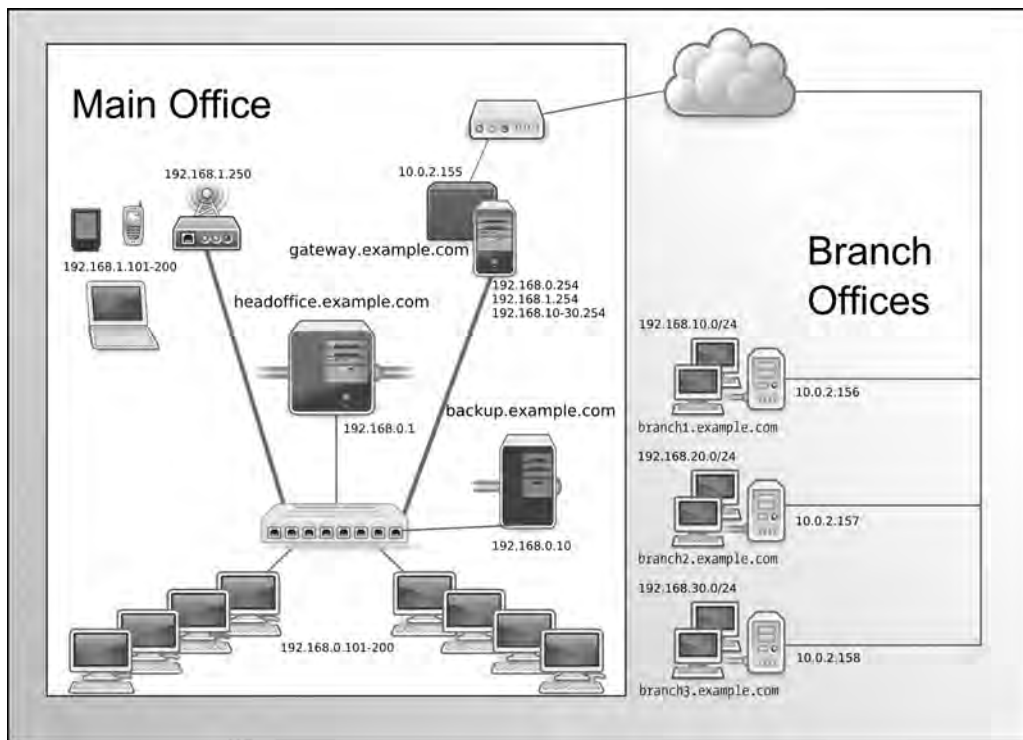 Main Office
192.168.1.250
10.0.2.155
192.168.1.101-200
gateway.example.com
192.168.0.254
192.168.1.254
192.168.10-30.254
headoffice.example.com
192.168.0.1
backup.example.com
192.168.0.10
192.168.0.101-200
Branch
Offices
192.168.10.0/24
10.0.2.156
branch1.example.com
192.168.20.0/24
10.0.2.157
branch2.example.com
192.168.30.0/24
10.0.2.158
branch3.example.com